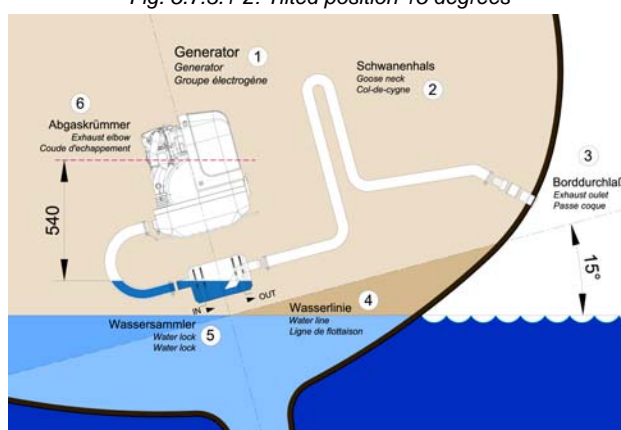 Fig. 3.7.3.1-2: Tilted position 15 degrees
Generator
Generator
Groupe électrogène
1
Schwanenhals
Goose neck
Col-de-cygne
2
6
Abgaskrümmer
Exhaust elbow
Coude d'echappement
3
Borddurchlaß
Exhaust oulet
Passe coque
540
15°
IN
OUT
Wasserlinie
Water line
Ligne de flottaison
4
Wassersammler
Water lock
Water lock
5